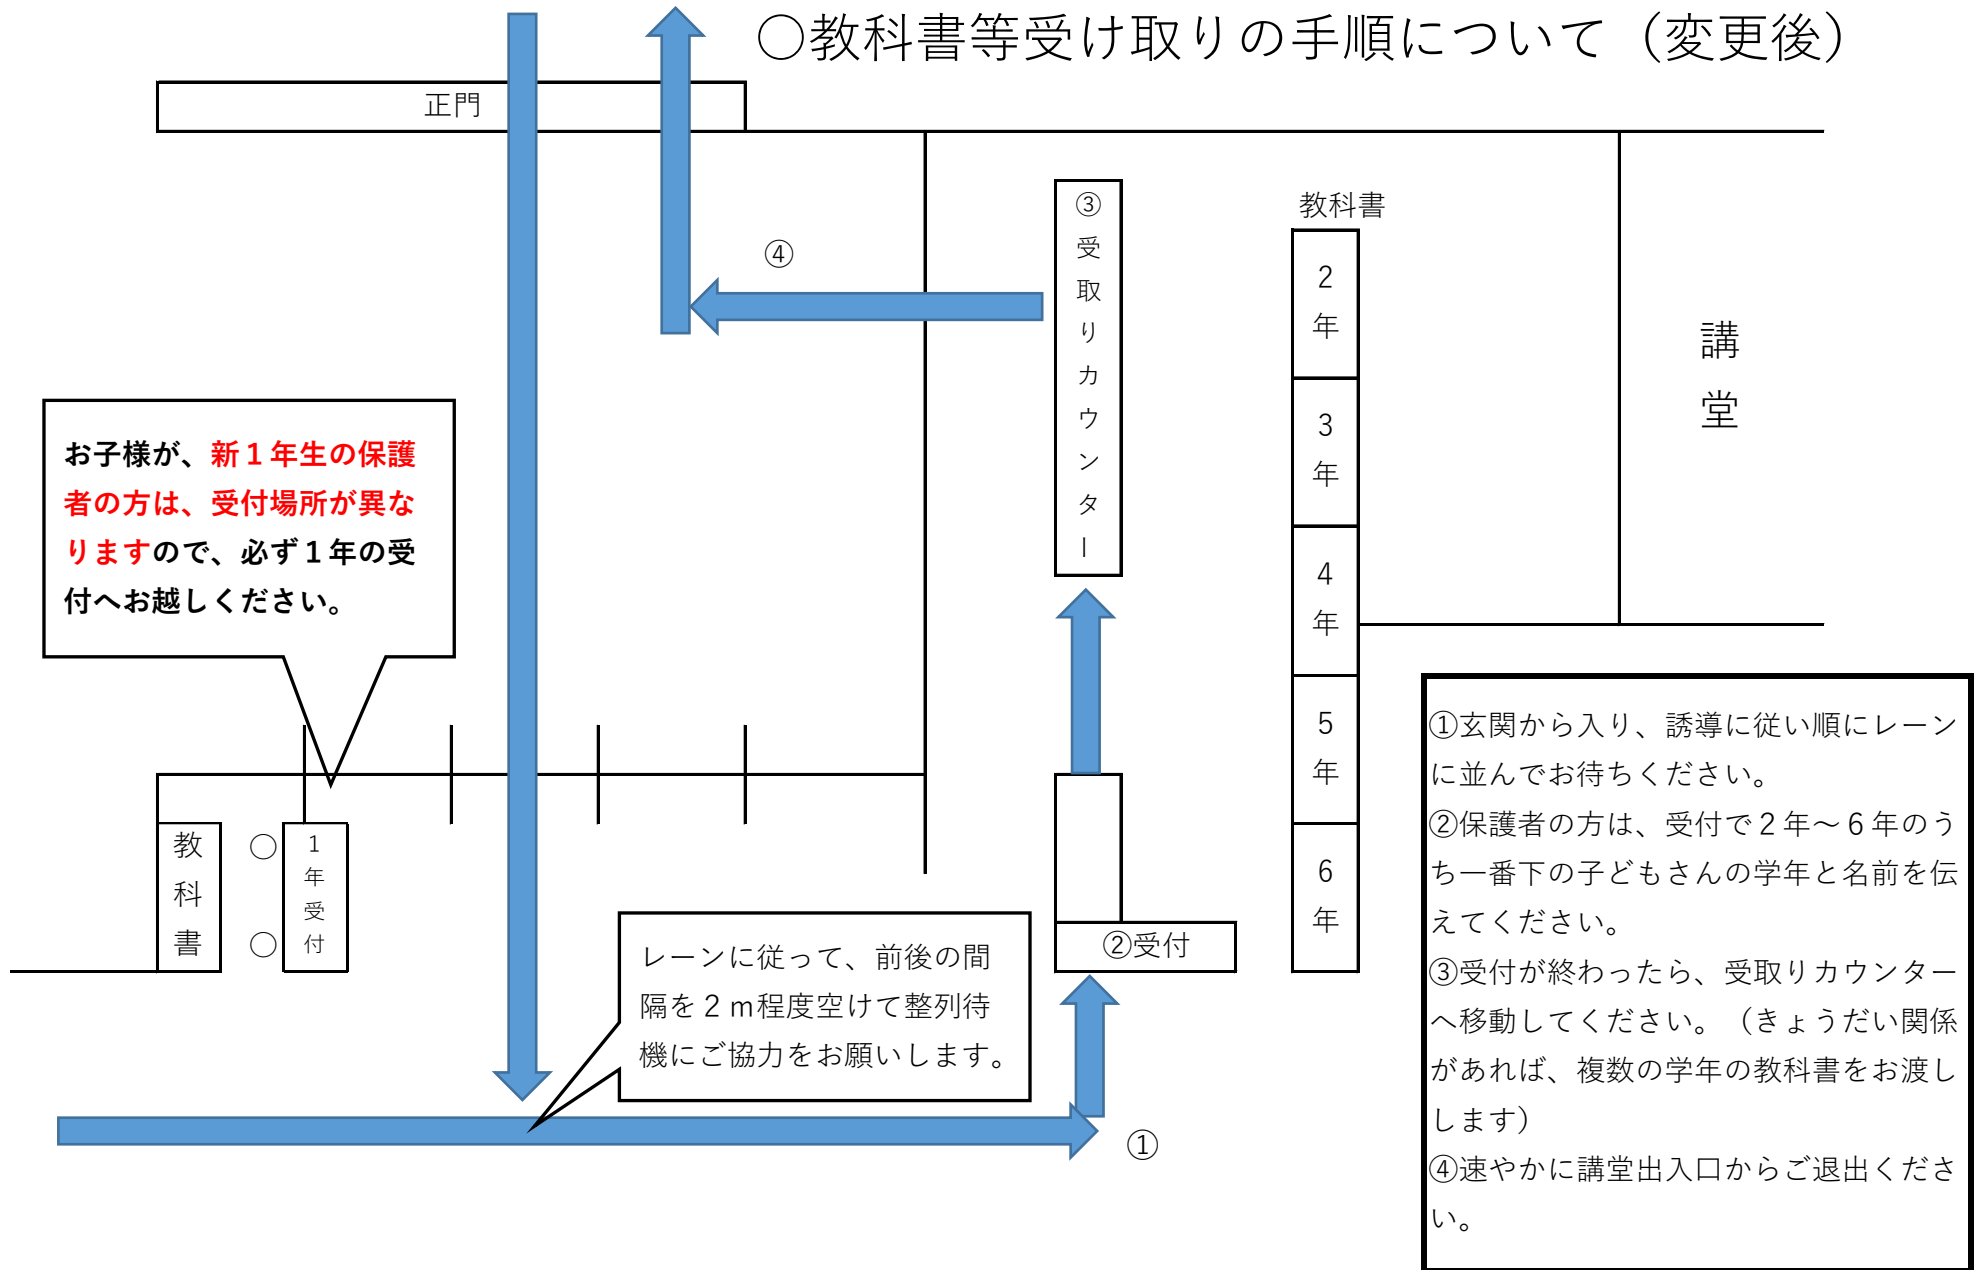 ○教科書等受け取りの手順について（変更後）
正門
④
③受取りカウンター
教科書
2年
3年
4年
5年
6年
講堂
お子様が、新１年生の保護
者の方は、受付場所が異な
りますので、必ず１年の受
付へお越しください。
教科書
○
○
1年受付
レーンに従って、前後の間
隔を２ｍ程度空けて整列待
機にご協力をお願いします。
②受付
①
①玄関から入り、誘導に従い順にレーン
に並んでお待ちください。
②保護者の方は、受付で２年～６年のう
ち一番下の子どもさんの学年と名前を伝
えてください。
③受付が終わったら、受取りカウンター
へ移動してください。（きょうだい関係
があれば、複数の学年の教科書をお渡し
します）
④速やかに講堂出入口からご退出くださ
い。